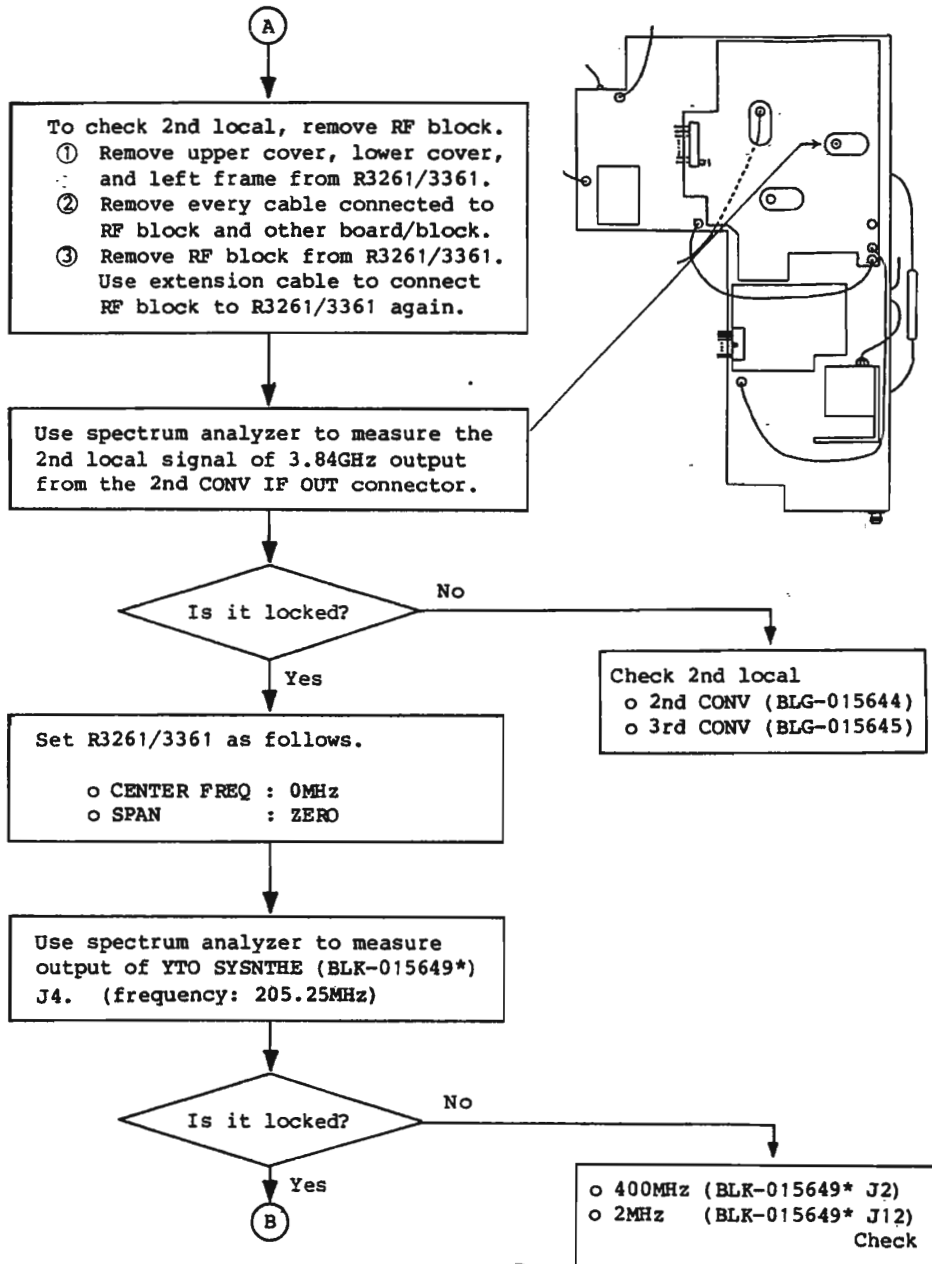 A
To check 2nd local, remove RF block.
① Remove upper cover, lower cover,
and left frame from R3261/3361.
② Remove every cable connected to
RF block and other board/block.
③ Remove RF block from R3261/3361.
Use extension cable to connect
RF block to R3261/3361 again.
Use spectrum analyzer to measure the
2nd local signal of 3.84GHz output
from the 2nd CONV IF OUT connector.
Is it locked?
No
Yes
Check 2nd local
o 2nd CONV (BLG-015644)
o 3rd CONV (BLG-015645)
Set R3261/3361 as follows.
o CENTER FREQ : 0MHz
o SPAN : ZERO
Use spectrum analyzer to measure
output of YTO SYSNTHE (BLK-015649*)
J4. (frequency: 205.25MHz)
Is it locked?
No
Yes
B
o 400MHz (BLK-015649* J2)
o 2MHz (BLK-015649* J12)
Check